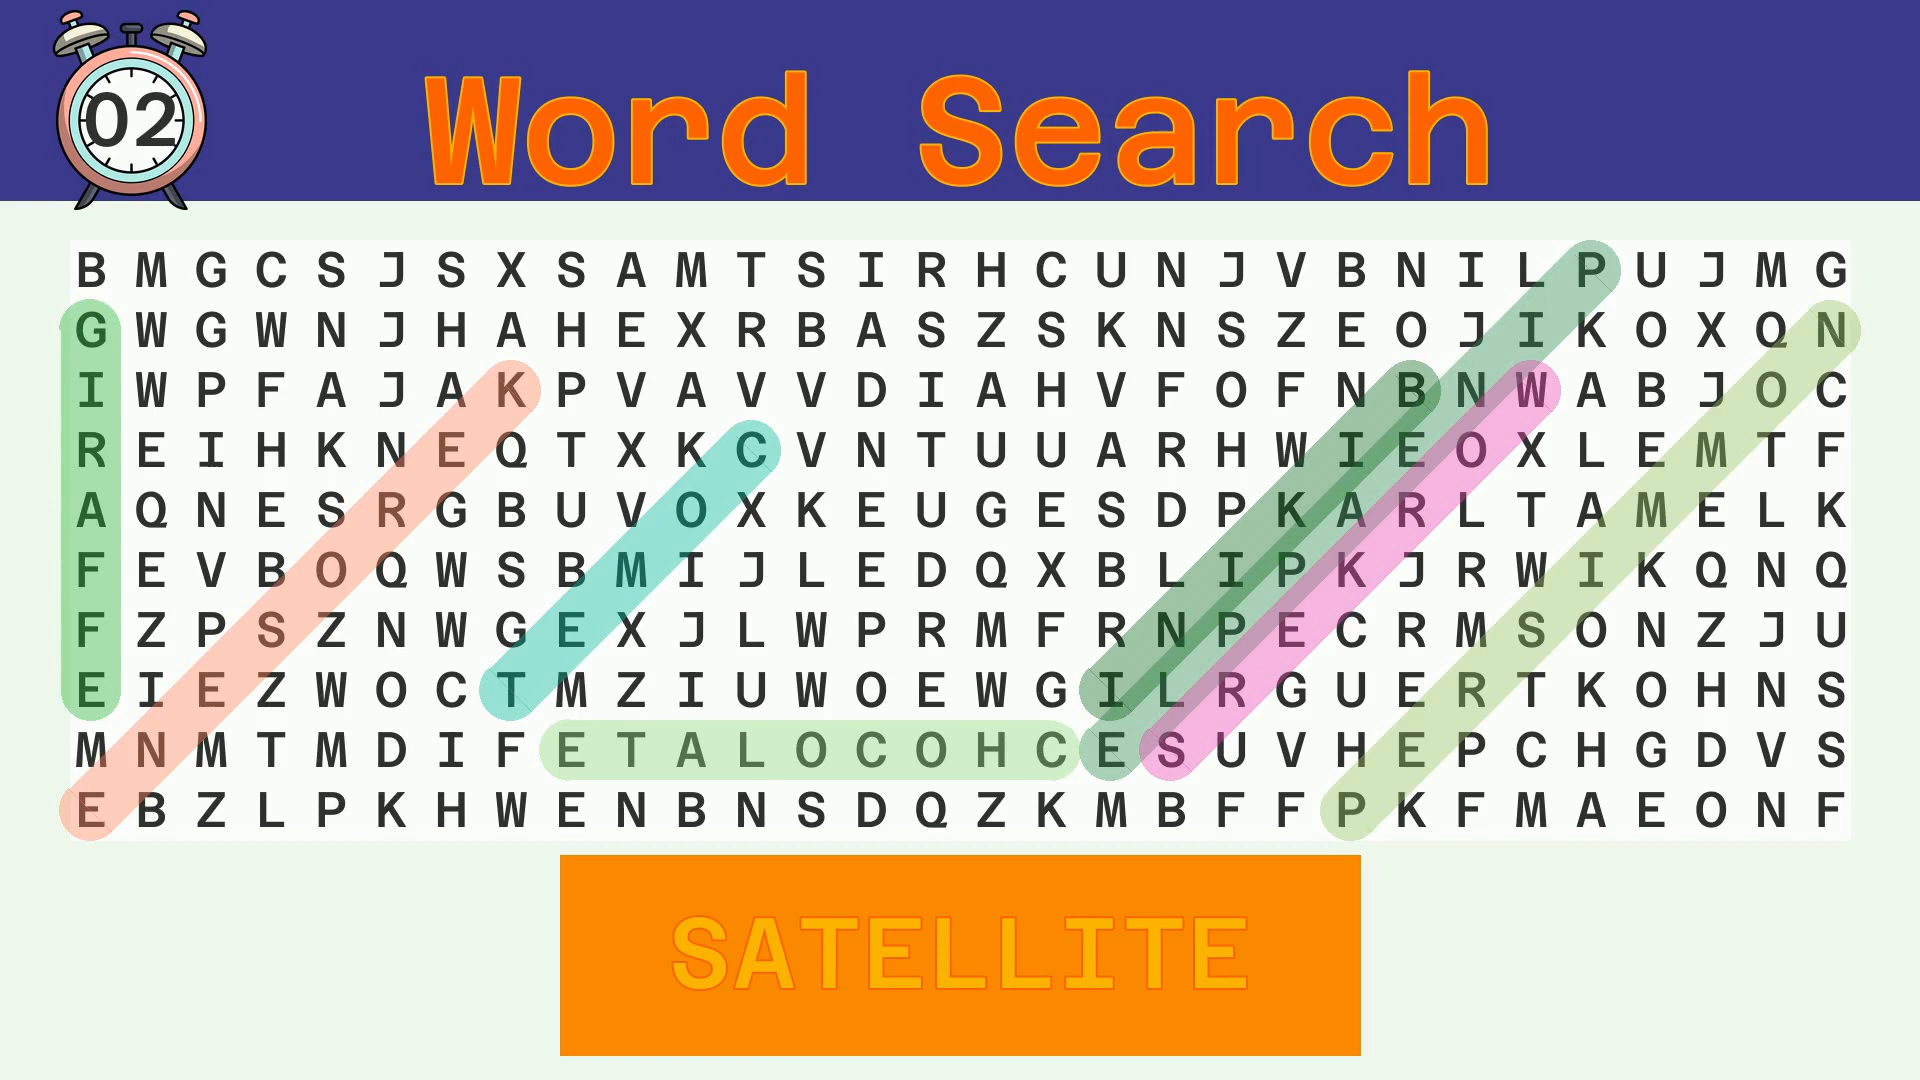 02
Word Search
B M G C S J S X S A M T S I R H C U N J V B N I L P U J M G
G W G W N J H A H E X R B A S Z S K N S Z E O J I K O X Q N
I W P F A J A K P V A V V D I A H V F O F N B N W A B J O C
R E I H K N E Q T X K C V N T U U A R H W I E O X L E M T F
A Q N E S R G B U V O X K E U G E S D P K A R L T A M E L K
F E V B O Q W S B M I J L E D Q X B L I P K J R W I K Q N Q
F Z P S Z N W G E X J L W P R M F R N P E C R M S O N Z J U
E I E Z W O C T M Z I U W O E W G I L R G U E R T K O H N S
M N M T M D I F E T A L O C O H C E S U V H E P C H G D V S
E B Z L P K H W E N B N S D Q Z K M B F F P K F M A E O N F
SATELLITE